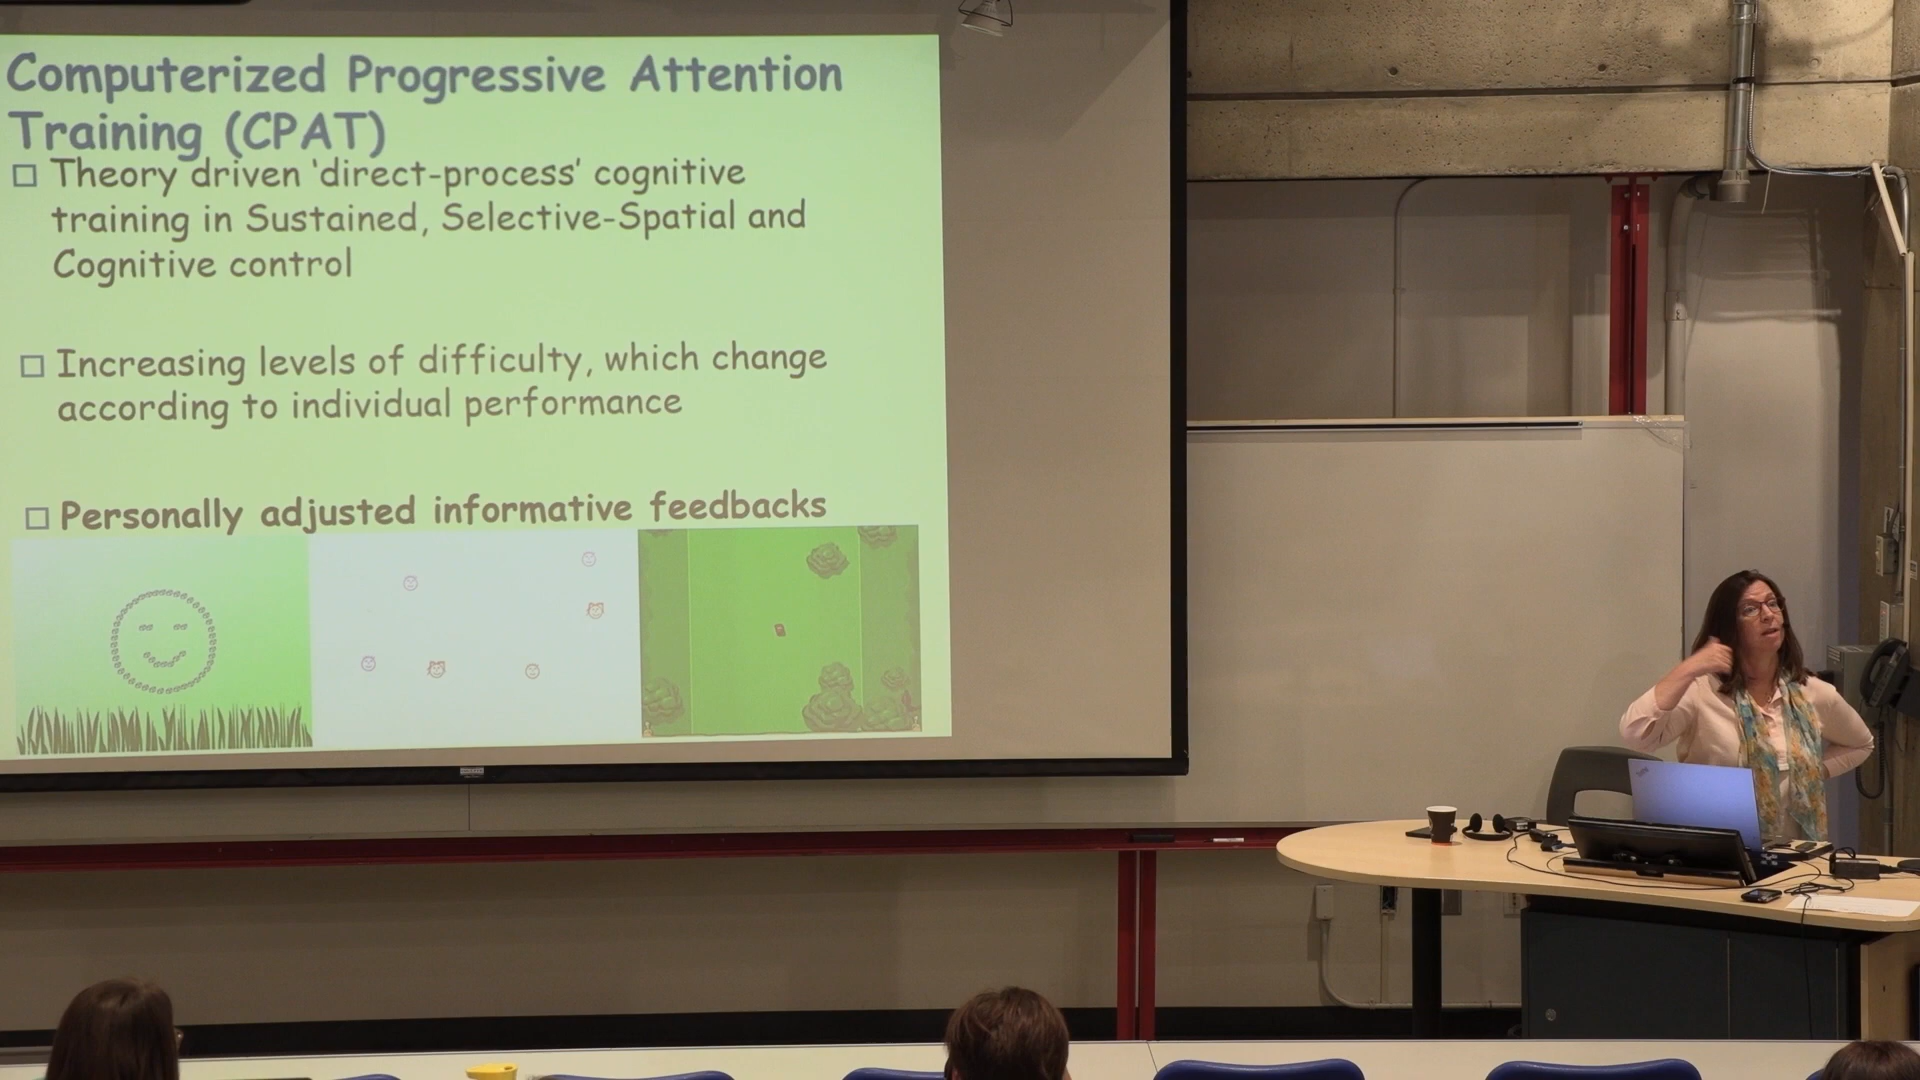 Computerized Progressive Attention
Training (CPAT)
Theory driven ‘direct-process’ cognitive
training in Sustained, Selective-Spatial and
Cognitive control
Increasing levels of difficulty, which change
according to individual performance
Personally adjusted informative feedbacks